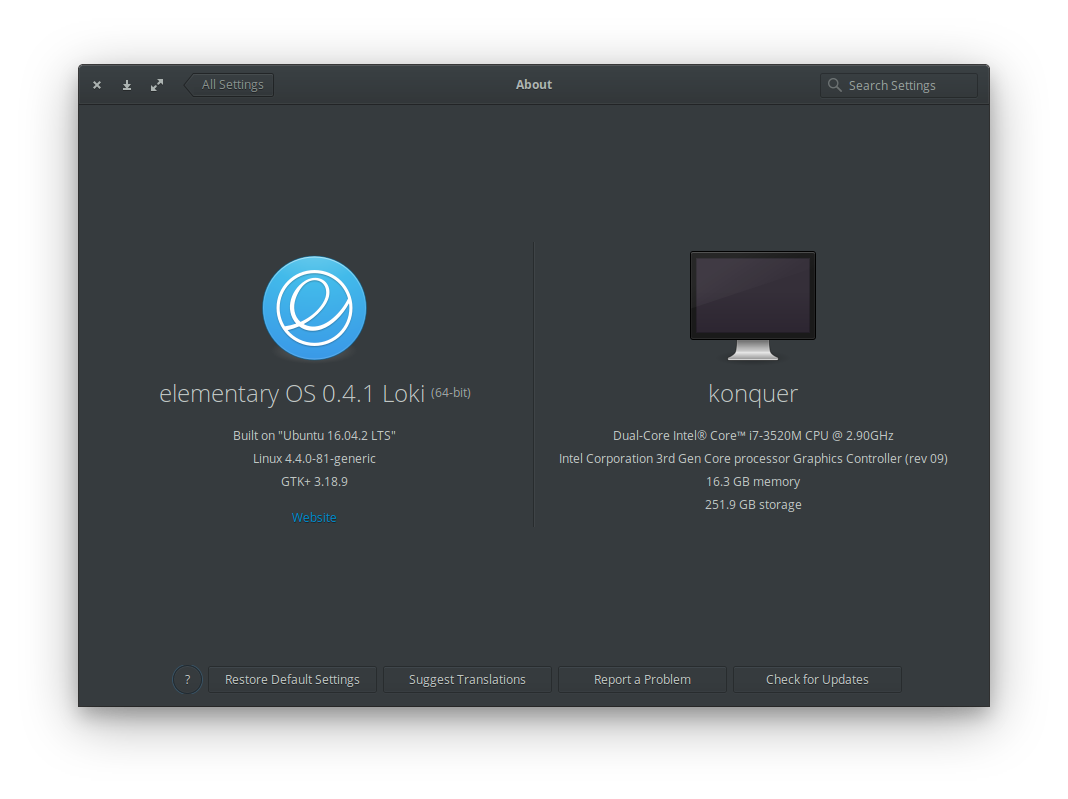 All Settings
About
Search Settings
elementary OS 0.4.1 Loki (64-bit)
Built on "Ubuntu 16.04.2 LTS"
Linux 4.4.0-81-generic
GTK+ 3.18.9
Website
konquer
Dual-Core Intel® Core™ i7-3520M CPU @ 2.90GHz
Intel Corporation 3rd Gen Core processor Graphics Controller (rev 09)
16.3 GB memory
251.9 GB storage
?
Restore Default Settings
Suggest Translations
Report a Problem
Check for Updates